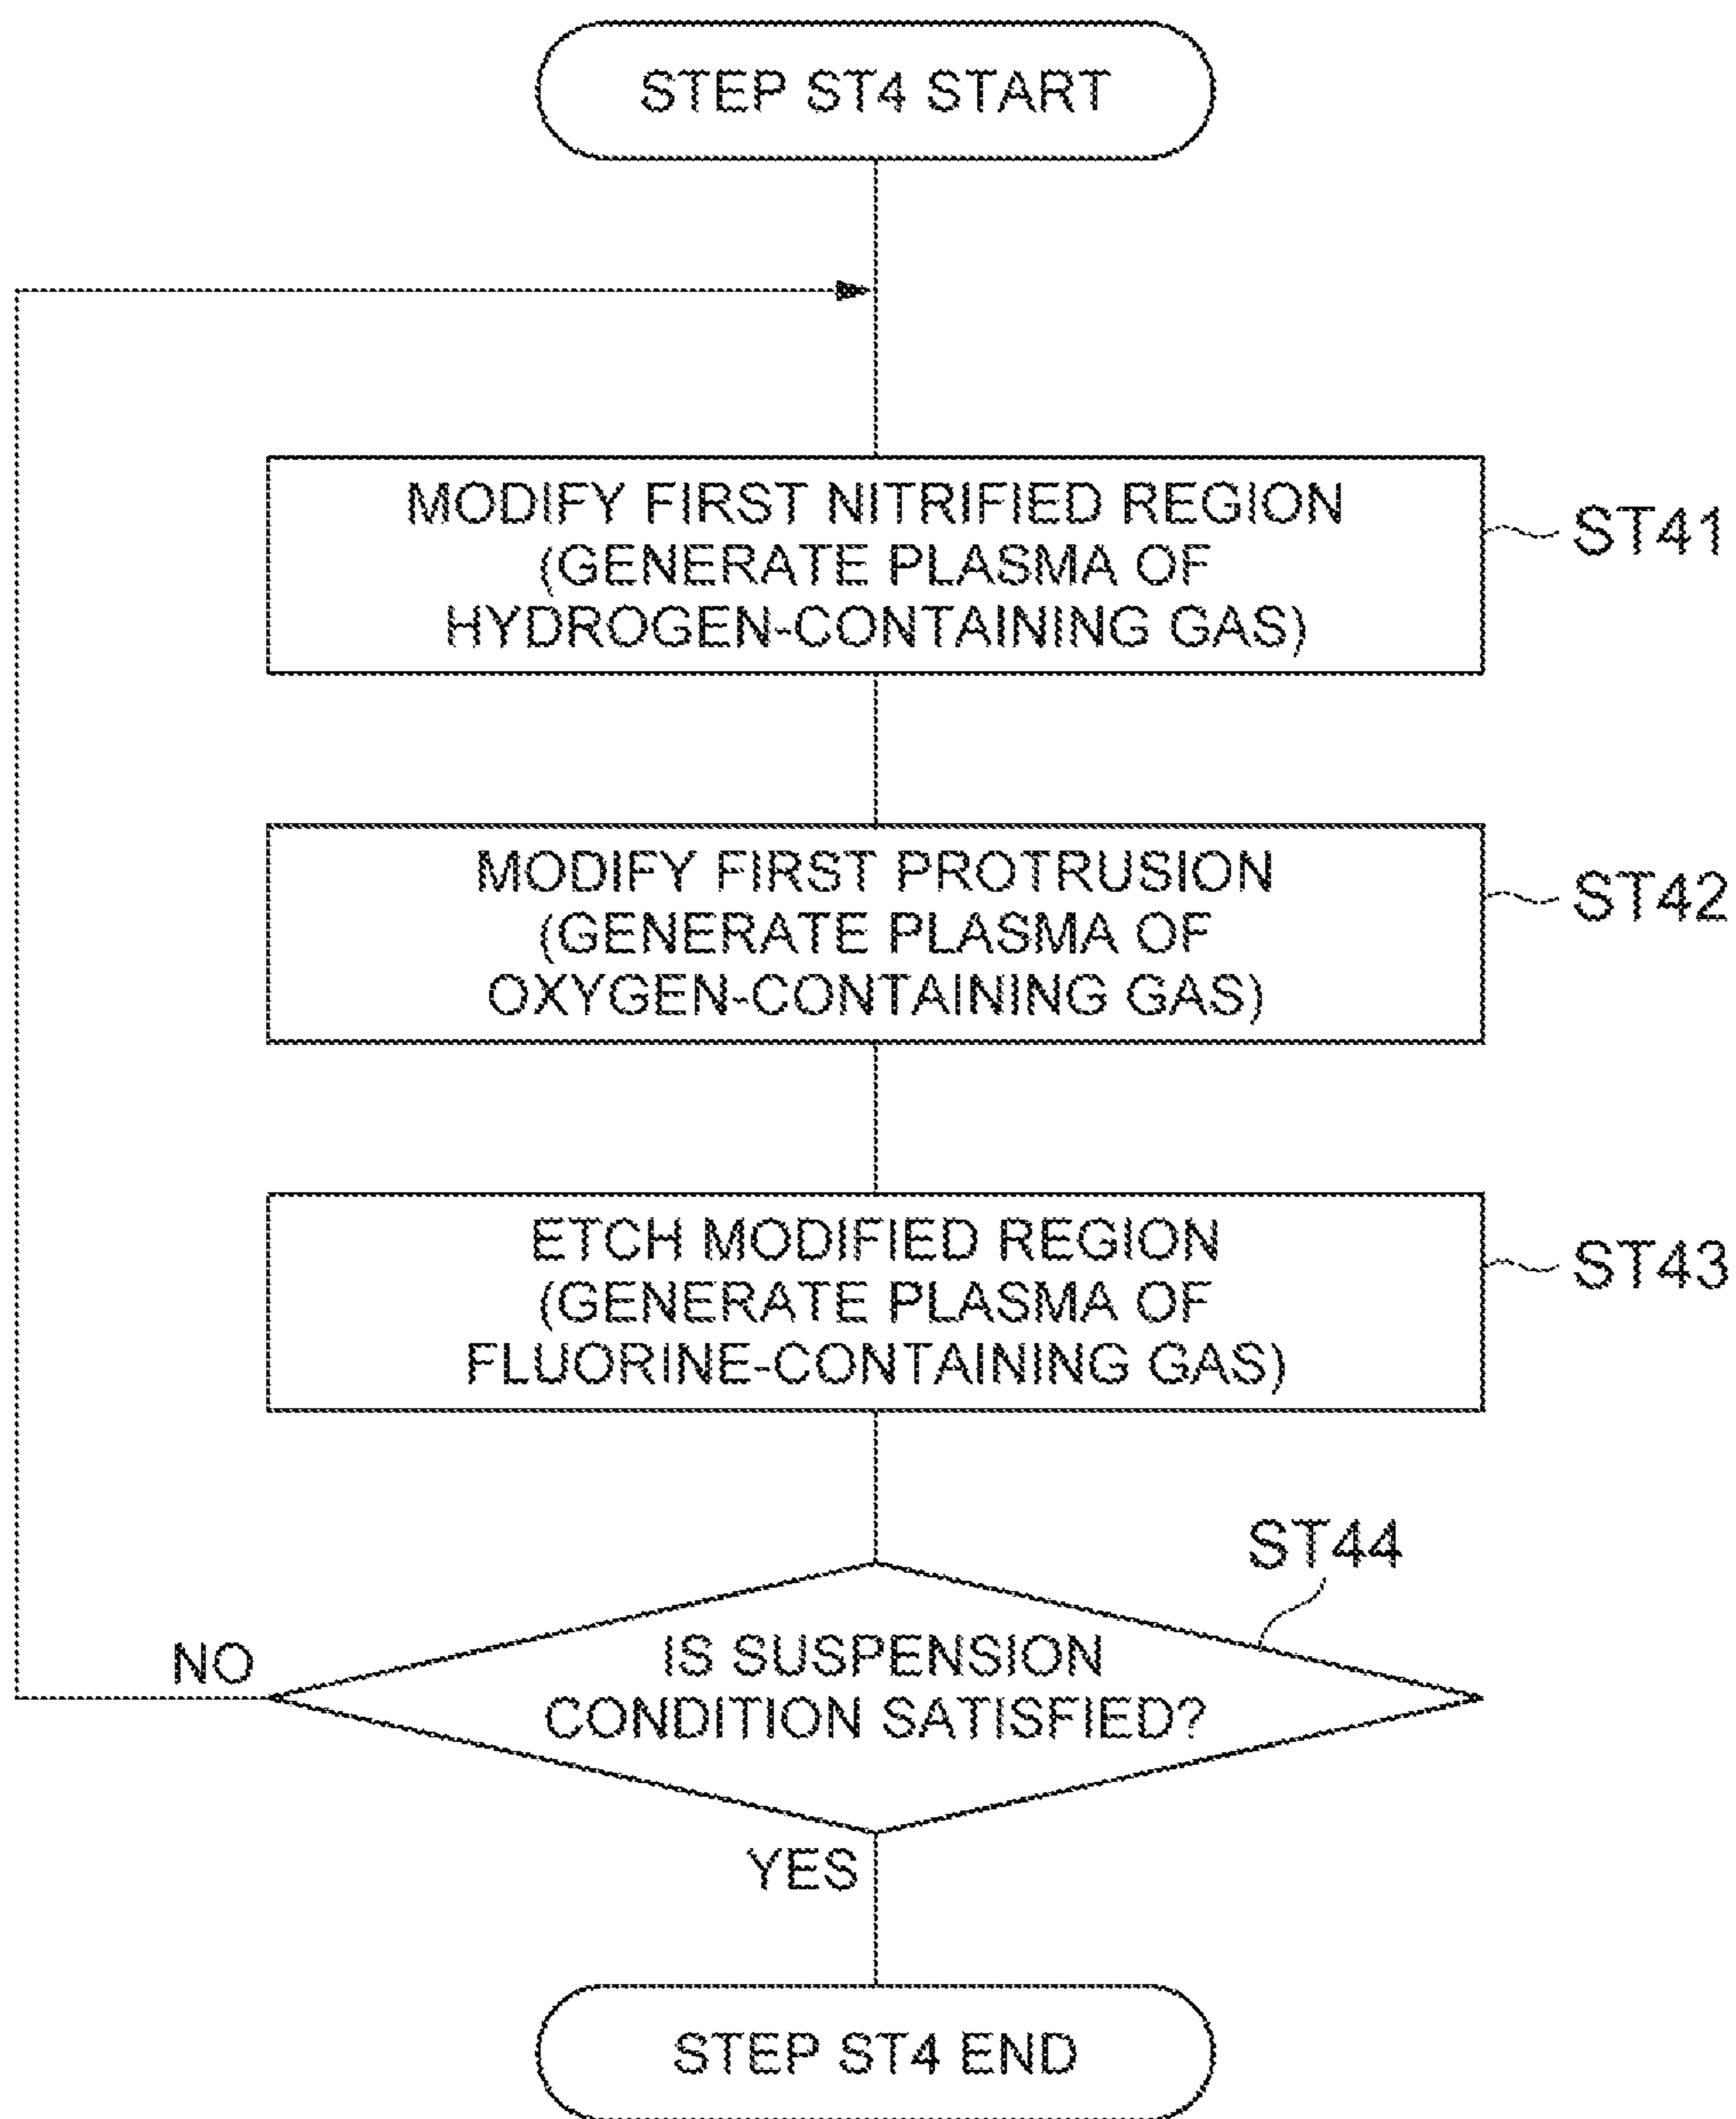 STEP ST4 START
MODIFY FIRST NITRIFIED REGION
(GENERATE PLASMA OF
HYDROGEN-CONTAINING GAS)
ST41
MODIFY FIRST PROTRUSION
(GENERATE PLASMA OF
OXYGEN-CONTAINING GAS)
ST42
ETCH MODIFIED REGION
(GENERATE PLASMA OF
FLUORINE-CONTAINING GAS)
ST43
ST44
IS SUSPENSION
CONDITION SATISFIED?
NO
YES
STEP ST4 END